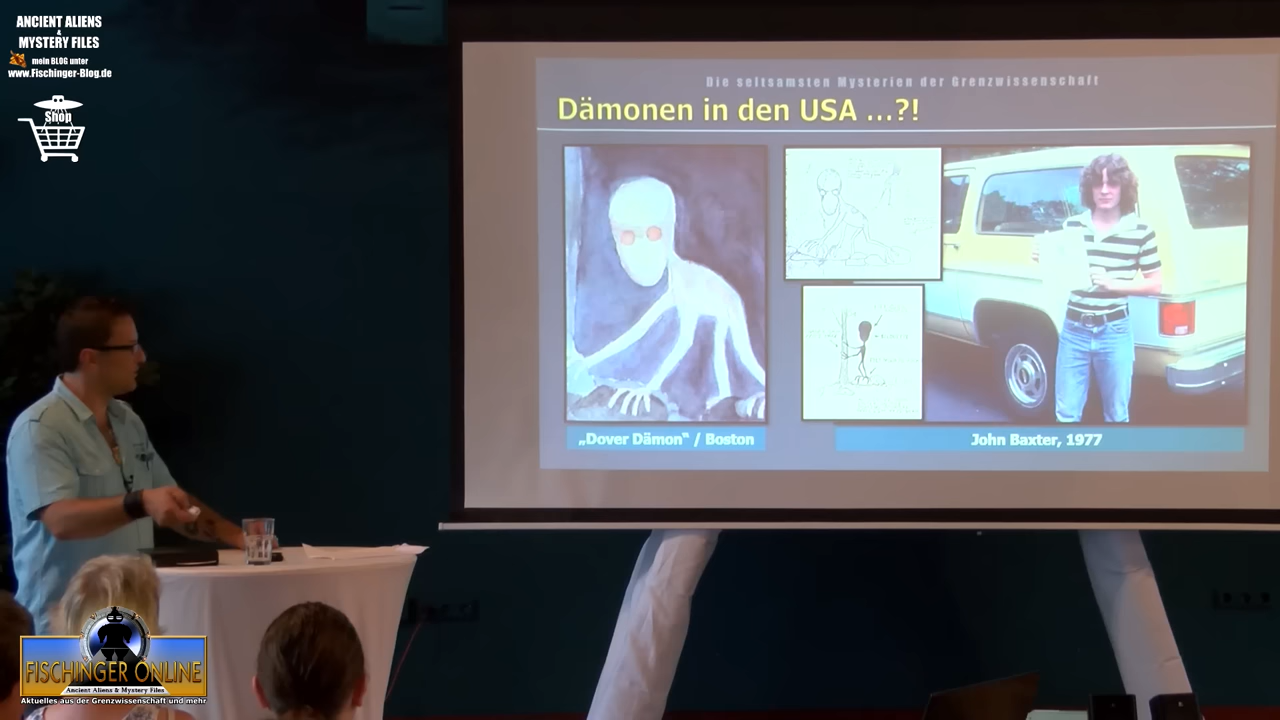 ANCIENT ALIENS
&
MYSTERY FILES
mein BLOG unter
www.Fischinger-Blog.de
Shop
Die seltsamsten Mysterien der Grenzwissenschaft
Dämonen in den USA ...?!
„Dover Dämon“ / Boston
John Baxter, 1977
FISCHINGER ONLINE
Ancient Aliens & Mystery Files
Aktuelles aus der Grenzwissenschaft und mehr